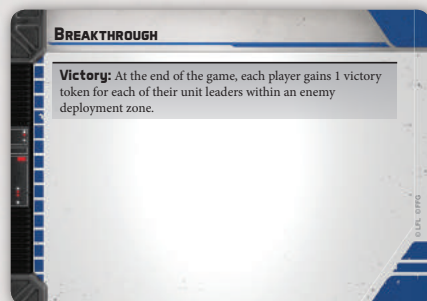 BREAKTHROUGH
Victory: At the end of the game, each player gains 1 victory
token for each of their unit leaders within an enemy
deployment zone.
© LFL © FFG